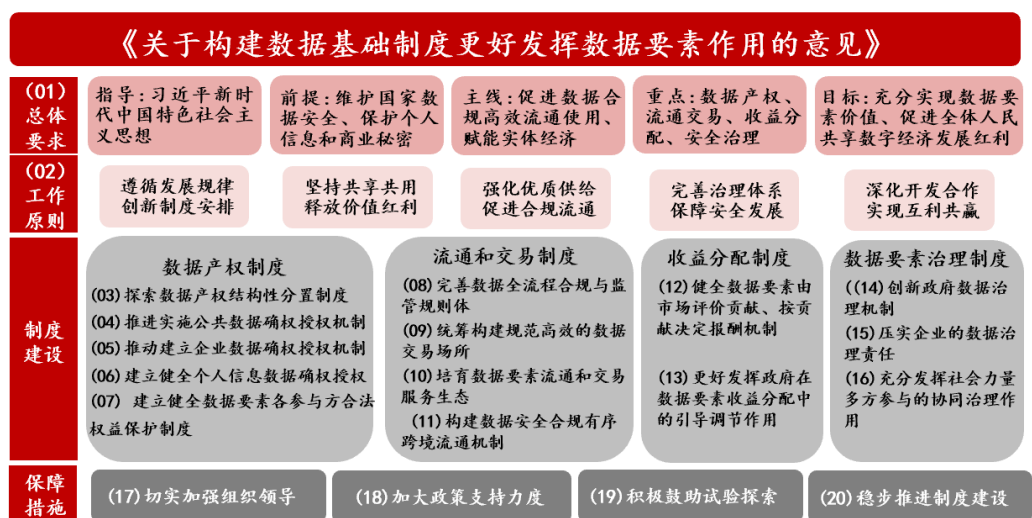 《关于构建数据基础制度更好发挥数据要素作用的意见》
(01)
总体
要求
指导:习近平新时
代中国特色社会主
义思想
前提:维护国家数
据安全、保护个人
信息和商业秘密
主线:促进数据合
规高效流通使用、
赋能实体经济
重点:数据产权、
流通交易、收益分
配、安全治理
目标:充分实现数据要
素价值、促进全体人民
共享数字经济发展红利
(02)
工作
原则
遵循发展规律
创新制度安排
坚持共享共用
释放价值红利
强化优质供给
促进合规流通
完善治理体系
保障安全发展
深化开发合作
实现互利共赢
制度
建设
数据产权制度
(03)探索数据产权结构性分置制度
(04)推进实施公共数据确权授权机制
(05)推动建立企业数据确权授权机制
(06)建立健全个人信息数据确权授权
(07) 建立健全数据要素各参与方合法
权益保护制度
流通和交易制度
(08)完善数据全流程合规与监
管规则体
(09)统筹构建规范高效的数据
交易场所
(10)培育数据要素流通和交易
服务生态
(11)构建数据安全合规有序
跨境流通机制
收益分配制度
(12)健全数据要素由
市场评价贡献、按贡
献决定报酬机制
(13)更好发挥政府在
数据要素收益分配中
的引导调节作用
数据要素治理制度
((14)创新政府数据治
理机制
(15)压实企业的数据治
理责任
(16)充分发挥社会力量
多方参与的协同治理作
用
保障
措施
(17)切实加强组织领导
(18)加大政策支持力度
(19)积极鼓励试验探索
(20)稳步推进制度建设